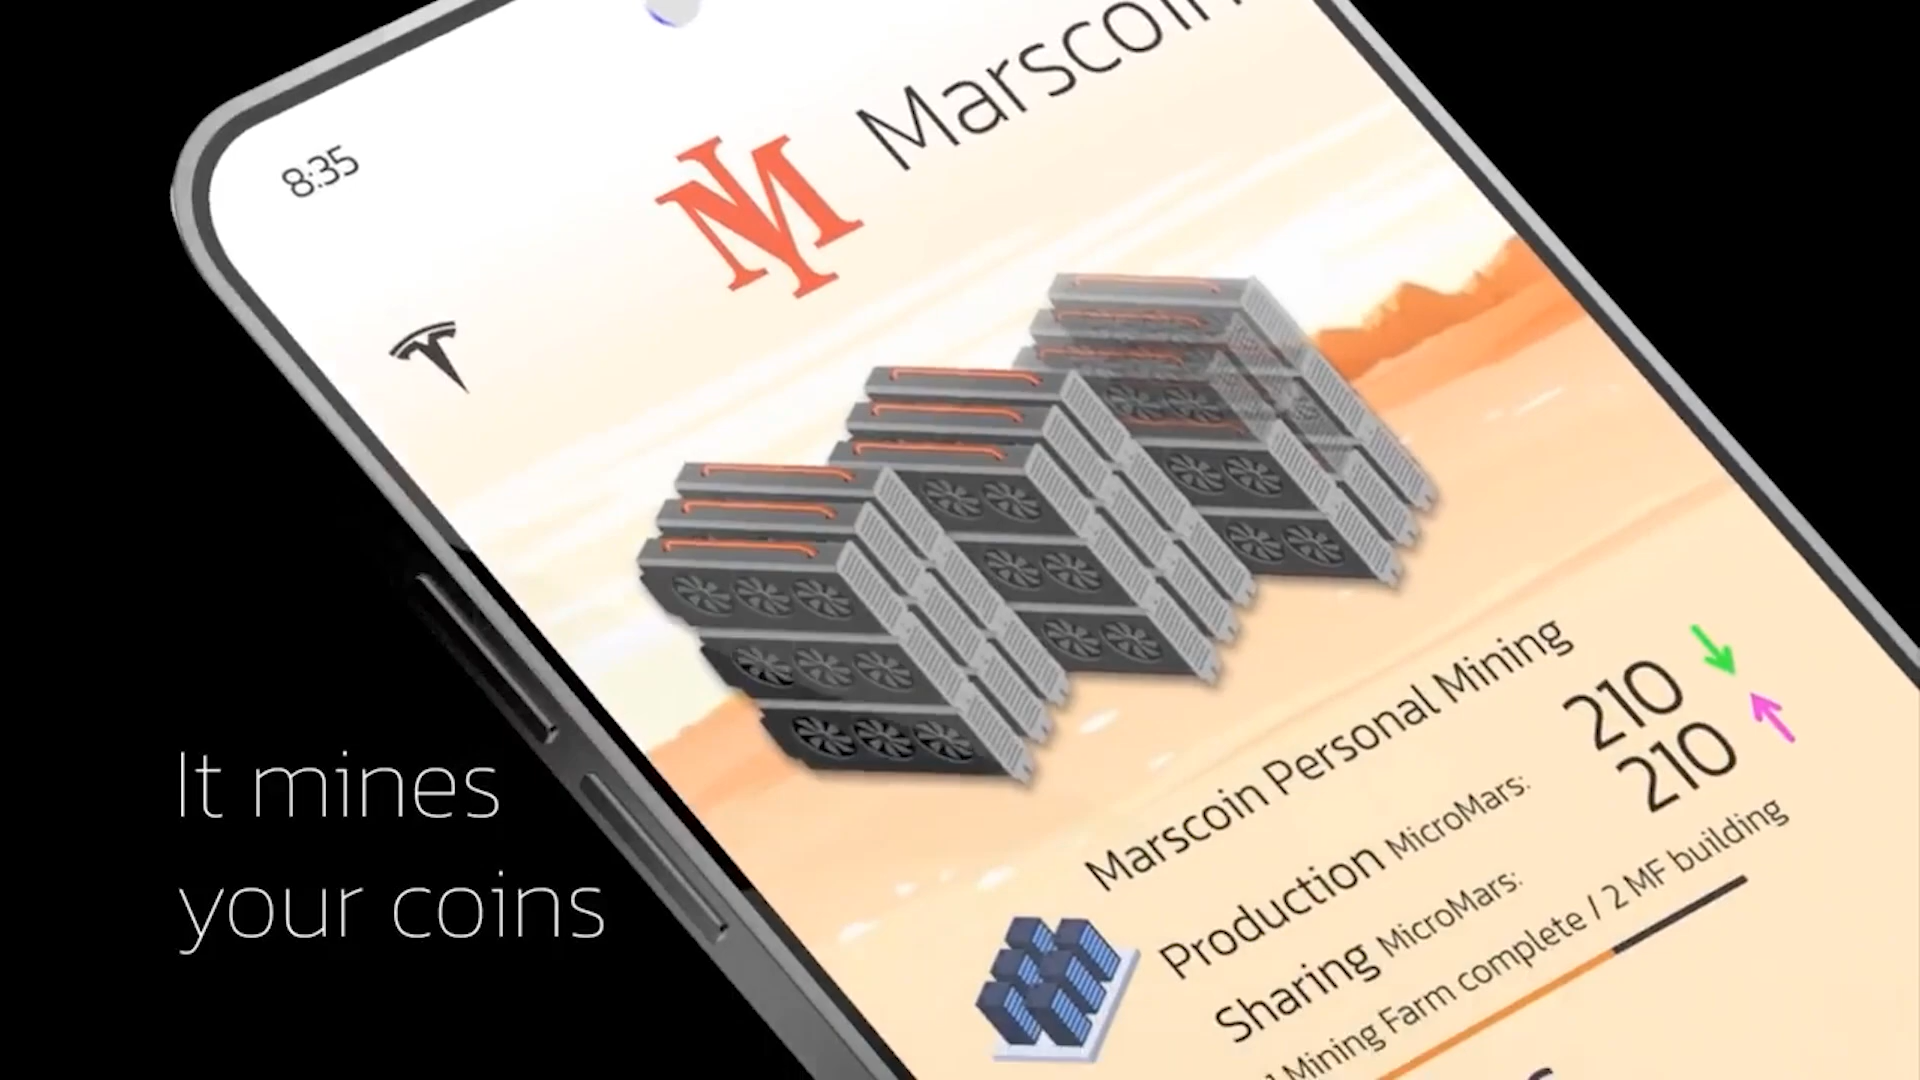 8:35
Marscoin
Marscoin Personal Mining
Production MicroMars: 210
Sharing MicroMars: 210
Mining Farm complete / 2 MF building
It mines
your coins